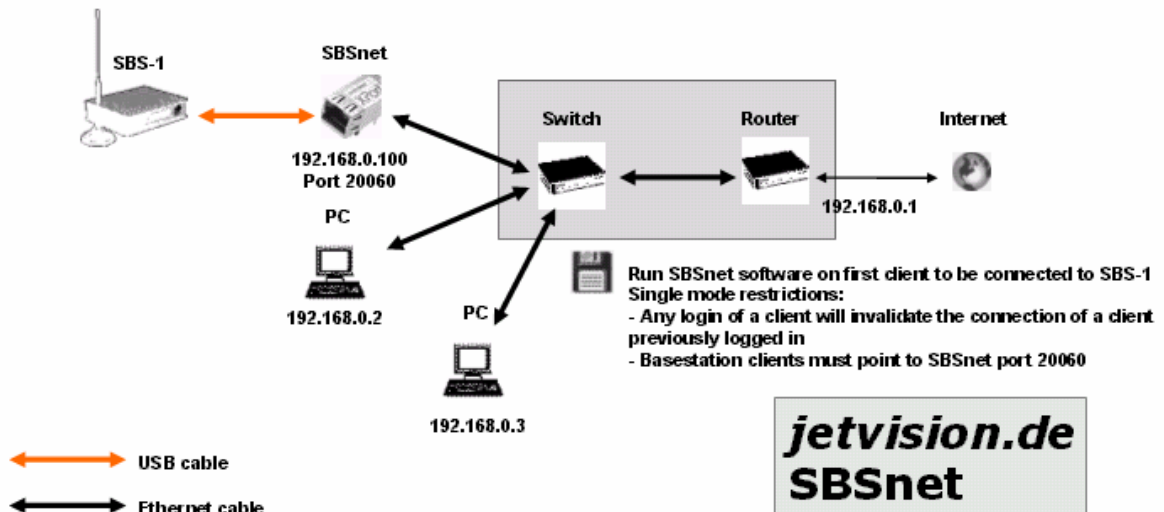 SBS-1
SBSnet
192.168.0.100
Port 20060
Switch
Router
Internet
192.168.0.1
PC
192.168.0.2
PC
192.168.0.3
Run SBSnet software on first client to be connected to SBS-1
Single mode restrictions:
- Any login of a client will invalidate the connection of a client
previously logged in
- Basestation clients must point to SBSnet port 20060
USB cable
Ethernet cable
jetvision.de
SBSnet
XPort